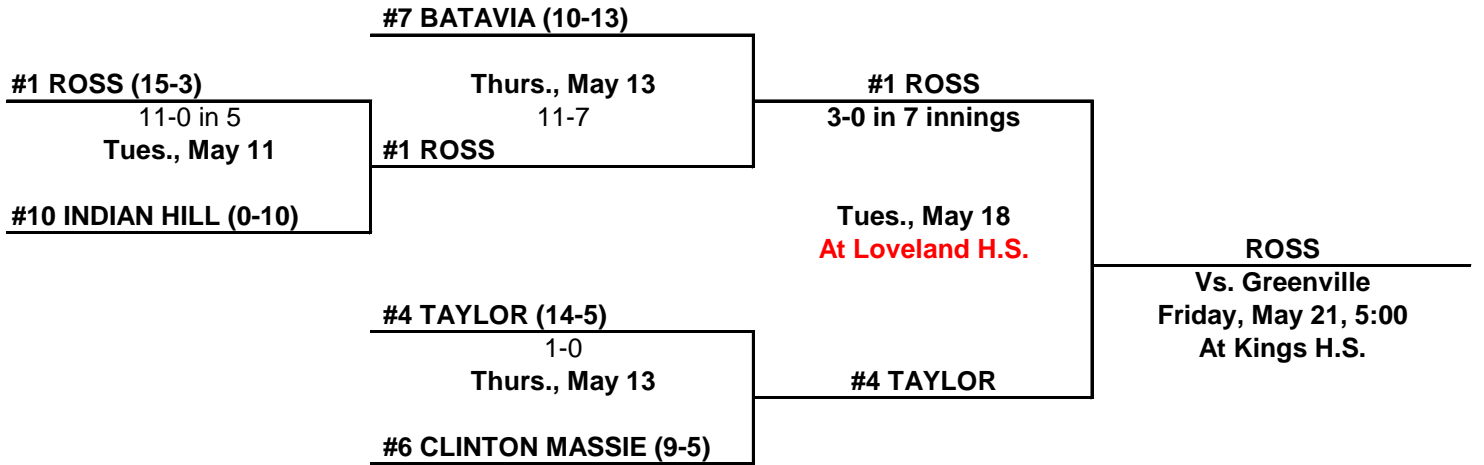 #7 BATAVIA (10-13)
#1 ROSS (15-3)
Thurs., May 13
#1 ROSS
11-0 in 5
11-7
3-0 in 7 innings
Tues., May 11
#1 ROSS
#10 INDIAN HILL (0-10)
Tues., May 18
At Loveland H.S.
ROSS
Vs. Greenville
#4 TAYLOR (14-5)
Friday, May 21, 5:00
1-0
At Kings H.S.
Thurs., May 13
#4 TAYLOR
#6 CLINTON MASSIE (9-5)